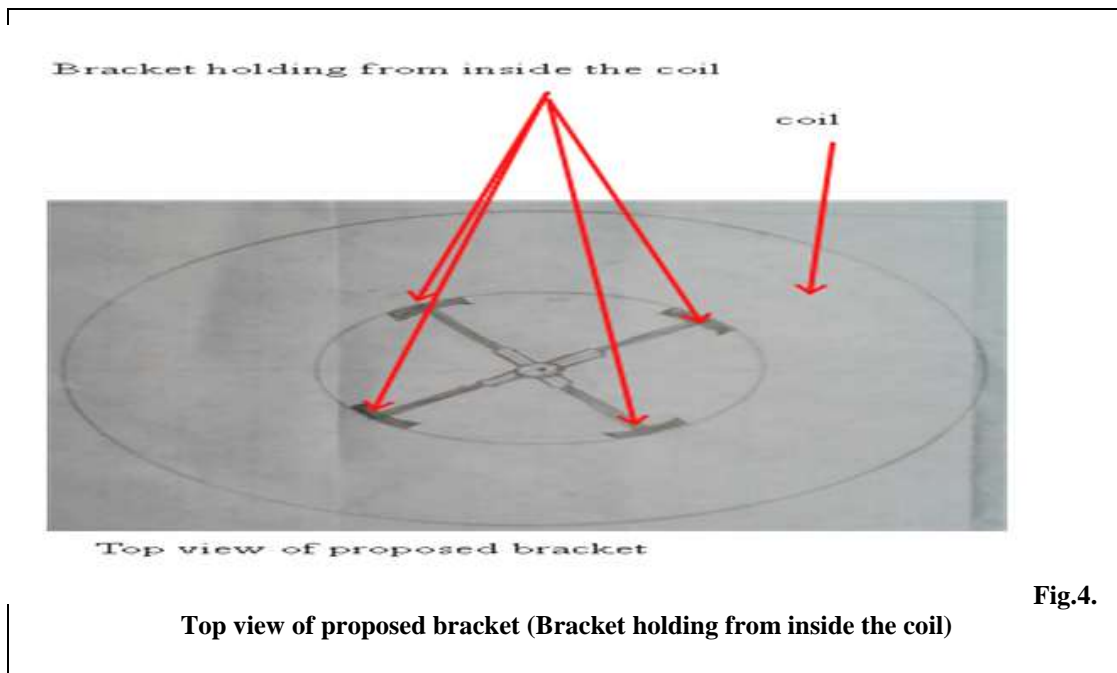 Bracket holding from inside the coil
coil
Top view of proposed bracket
Fig.4.
Top view of proposed bracket (Bracket holding from inside the coil)